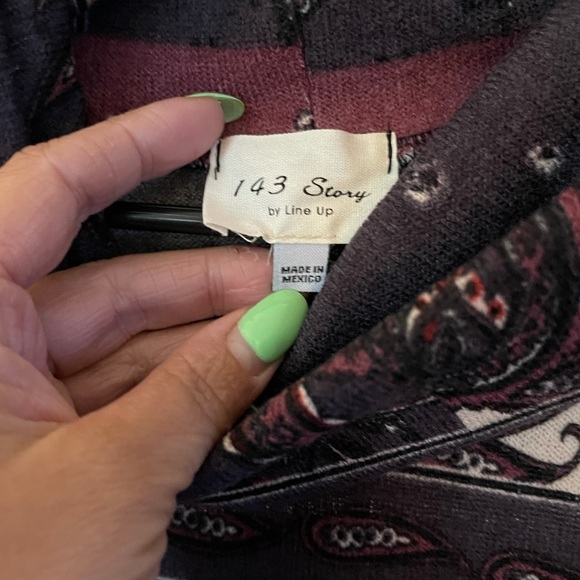 143 Story
by Line Up
MADE IN
MEXICO